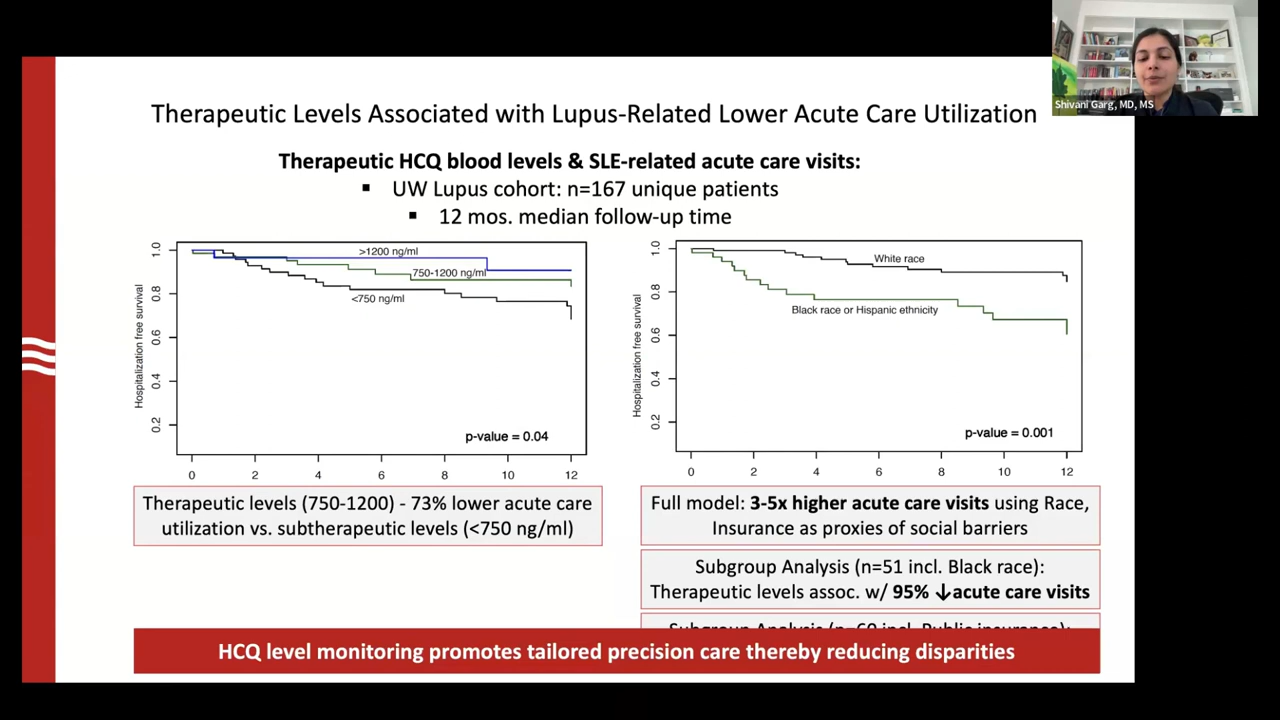 Shivani Garg, MD, MS
Therapeutic Levels Associated with Lupus-Related Lower Acute Care Utilization
Therapeutic HCQ blood levels & SLE-related acute care visits:
▪ UW Lupus cohort: n=167 unique patients
▪ 12 mos. median follow-up time
Hospitalization free survival
1.0
0.8
0.6
0.4
0.2
>1200 ng/ml
750-1200 ng/ml
<750 ng/ml
p-value = 0.04
0 2 4 6 8 10 12
Therapeutic levels (750-1200) - 73% lower acute care
utilization vs. subtherapeutic levels (<750 ng/ml)
Hospitalization free survival
1.0
0.8
0.6
0.4
0.2
White race
Black race or Hispanic ethnicity
p-value = 0.001
0 2 4 6 8 10 12
Full model: 3-5x higher acute care visits using Race,
Insurance as proxies of social barriers
Subgroup Analysis (n=51 incl. Black race):
Therapeutic levels assoc. w/ 95% ↓acute care visits
Subgroup Analysis (n=60 incl. Public insurance):
HCQ level monitoring promotes tailored precision care thereby reducing disparities